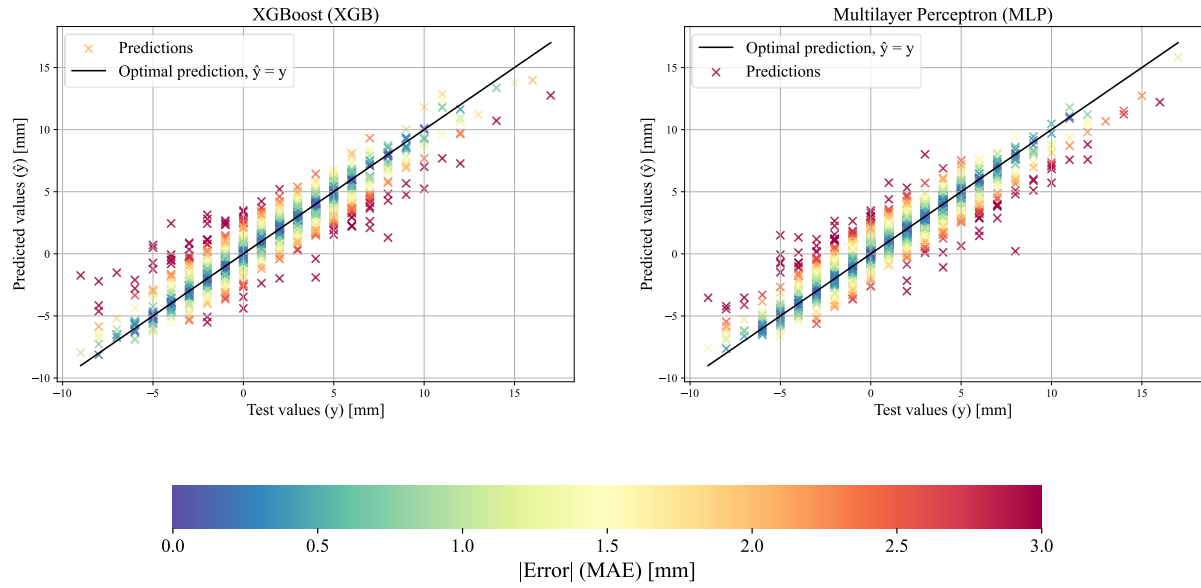 XGBoost (XGB)
Predictions
Optimal prediction, ŷ = y
Predicted values (ŷ) [mm]
15
10
5
0
−5
−10
−10
−5
0
5
10
15
Test values (y) [mm]
Multilayer Perceptron (MLP)
Optimal prediction, ŷ = y
Predictions
Predicted values (ŷ) [mm]
15
10
5
0
−5
−10
−10
−5
0
5
10
15
Test values (y) [mm]
0.0
0.5
1.0
1.5
2.0
2.5
3.0
|Error| (MAE) [mm]